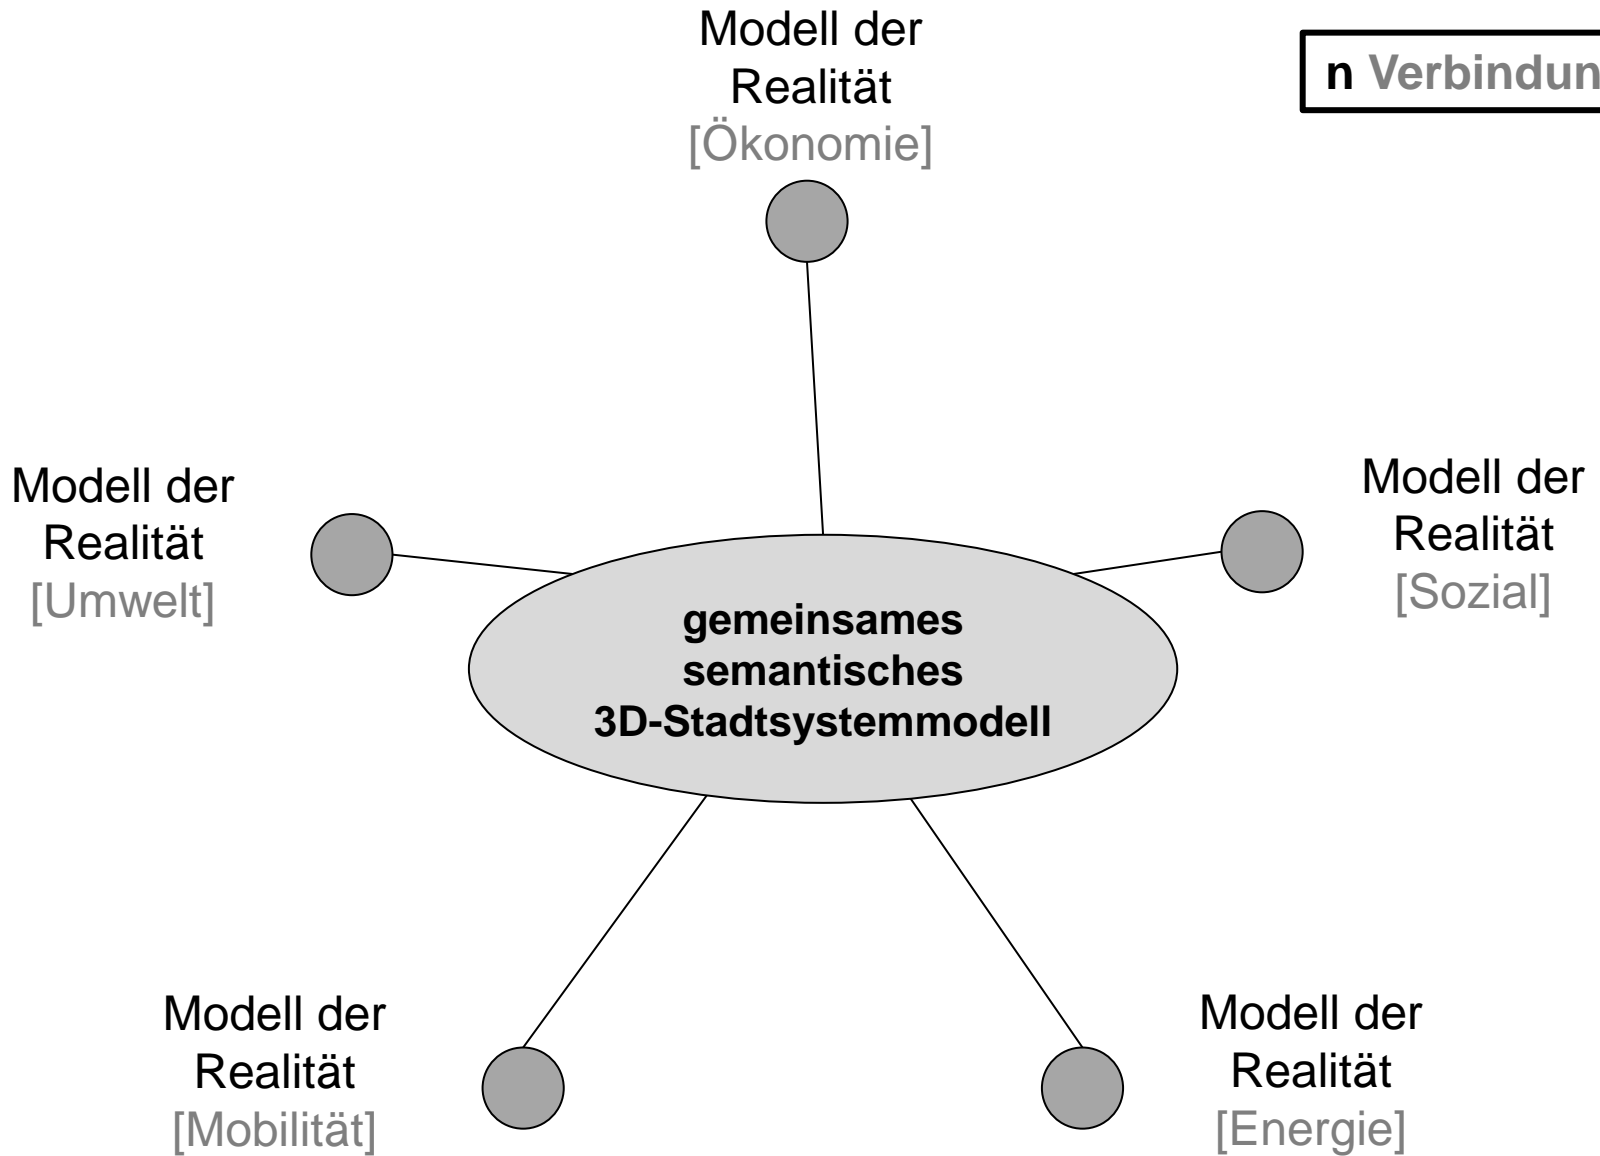 Modell der
Realität
[Ökonomie]
n Verbindun
Modell der
Realität
[Umwelt]
Modell der
Realität
[Sozial]
gemeinsames
semantisches
3D-Stadtsystemmodell
Modell der
Realität
[Mobilität]
Modell der
Realität
[Energie]